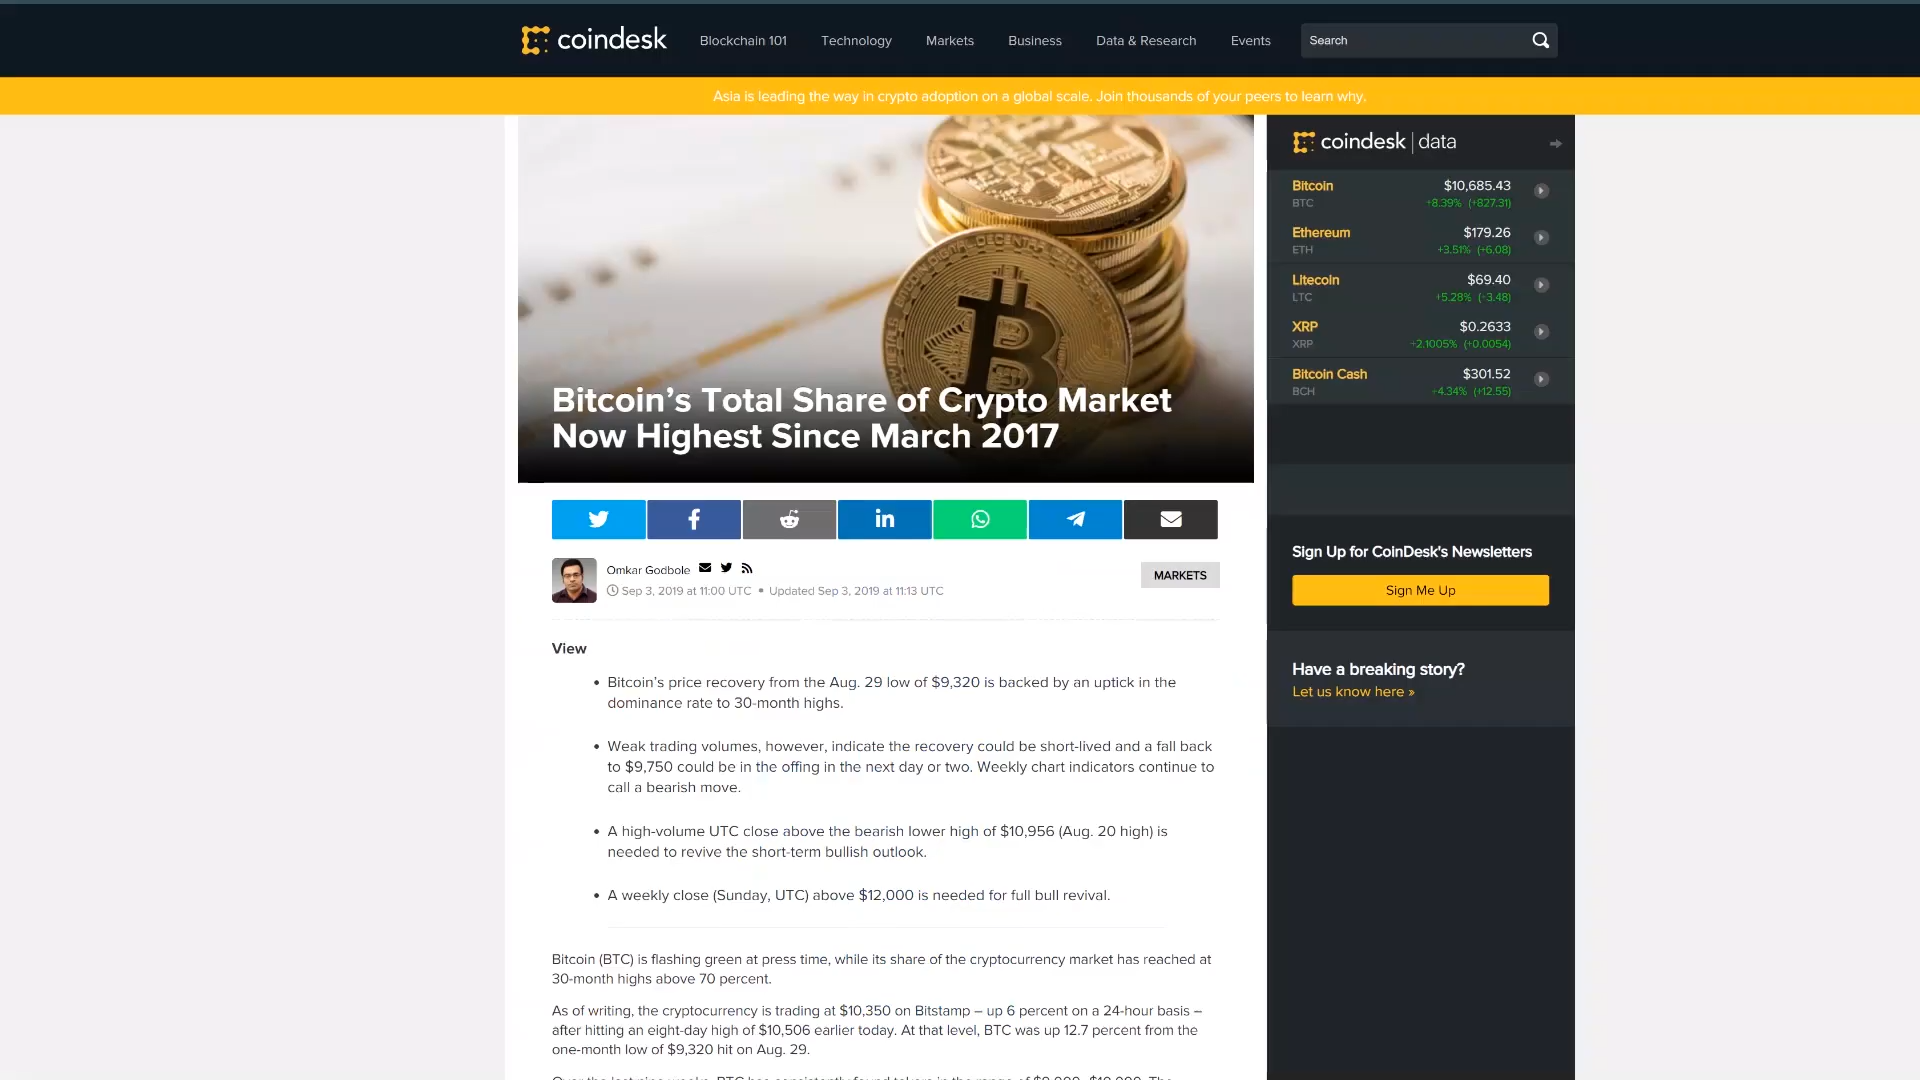 coindesk
Blockchain 101
Technology
Markets
Business
Data & Research
Events
Search
Asia is leading the way in crypto adoption on a global scale. Join thousands of your peers to learn why.
Bitcoin's Total Share of Crypto Market
Now Highest Since March 2017
Omkar Godbole
Sep 3, 2019 at 11:00 UTC • Updated Sep 3, 2019 at 11:13 UTC
MARKETS
View
• Bitcoin's price recovery from the Aug. 29 low of $9,320 is backed by an uptick in the
dominance rate to 30-month highs.
• Weak trading volumes, however, indicate the recovery could be short-lived and a fall back
to $9,750 could be in the offing in the next day or two. Weekly chart indicators continue to
call a bearish move.
• A high-volume UTC close above the bearish lower high of $10,956 (Aug. 20 high) is
needed to revive the short-term bullish outlook.
• A weekly close (Sunday, UTC) above $12,000 is needed for full bull revival.
Bitcoin (BTC) is flashing green at press time, while its share of the cryptocurrency market has reached at
30-month highs above 70 percent.
As of writing, the cryptocurrency is trading at $10,350 on Bitstamp – up 6 percent on a 24-hour basis –
after hitting an eight-day high of $10,506 earlier today. At that level, BTC was up 12.7 percent from the
one-month low of $9,320 hit on Aug. 29.
coindesk | data
Bitcoin $10,685.43
BTC +8.39% (+827.31)
Ethereum $179.26
ETH +3.51% (+6.08)
Litecoin $69.40
LTC +5.28% (+3.48)
XRP $0.2633
XRP +2.1005% (+0.0054)
Bitcoin Cash $301.52
BCH +4.34% (+12.55)
Sign Up for CoinDesk's Newsletters
Sign Me Up
Have a breaking story?
Let us know here »